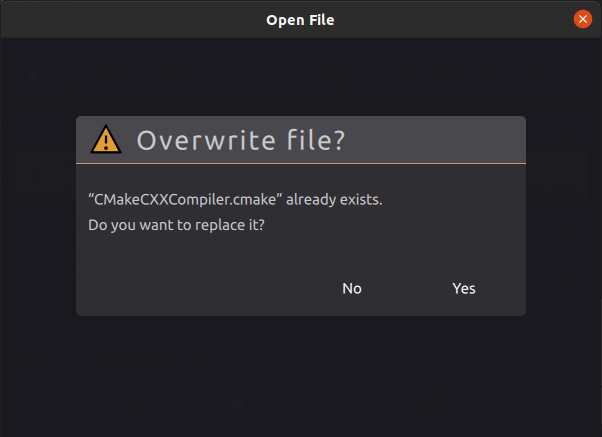 Open File
Overwrite file?
“CMakeCXXCompiler.cmake” already exists.
Do you want to replace it?
No
Yes